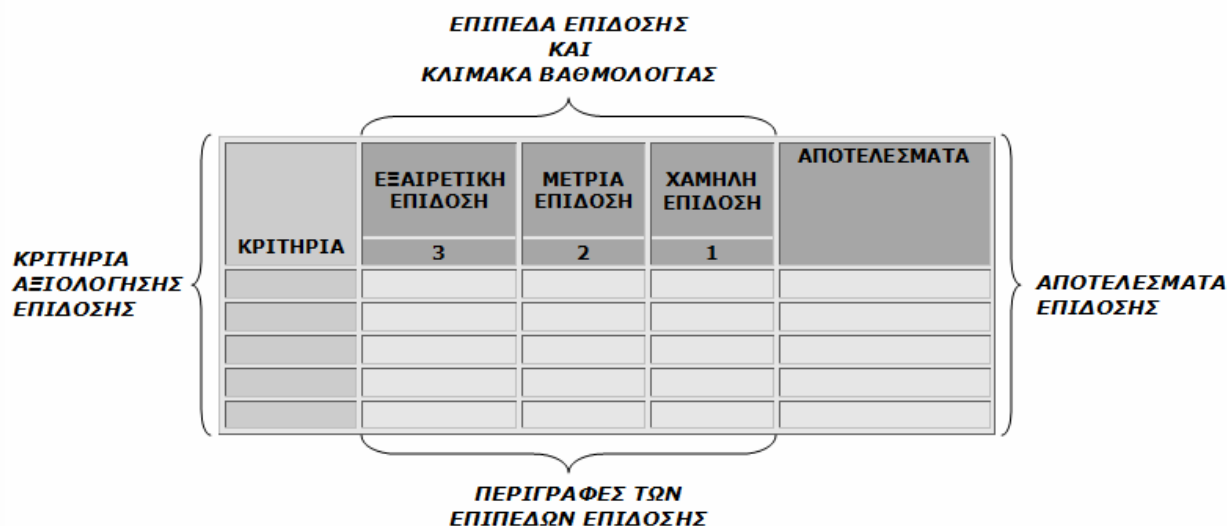 ΕΠΙΠΕΔΑ ΕΠΙΔΟΣΗΣ
ΚΑΙ
ΚΛΙΜΑΚΑ ΒΑΘΜΟΛΟΓΙΑΣ
ΚΡΙΤΗΡΙΑ
ΕΞΑΙΡΕΤΙΚΗ
ΕΠΙΔΟΣΗ
ΜΕΤΡΙΑ
ΕΠΙΔΟΣΗ
ΧΑΜΗΛΗ
ΕΠΙΔΟΣΗ
ΑΠΟΤΕΛΕΣΜΑΤΑ
3
2
1
ΚΡΙΤΗΡΙΑ
ΑΞΙΟΛΟΓΗΣΗΣ
ΕΠΙΔΟΣΗΣ
ΑΠΟΤΕΛΕΣΜΑΤΑ
ΕΠΙΔΟΣΗΣ
ΠΕΡΙΓΡΑΦΕΣ ΤΩΝ
ΕΠΙΠΕΔΩΝ ΕΠΙΔΟΣΗΣ